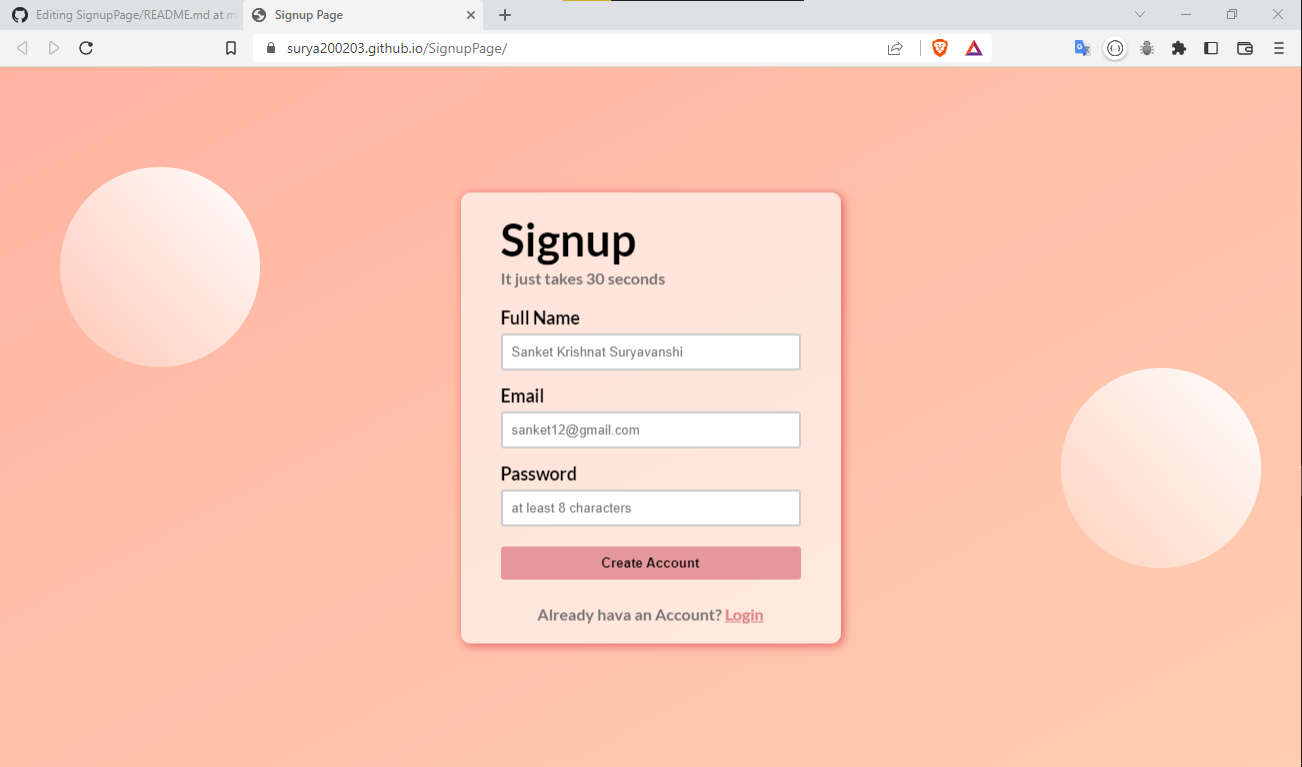 Editing SignupPage/README.md at m
Signup Page
surya200203.github.io/SignupPage/
Signup
It just takes 30 seconds
Full Name
Sanket Krishnat Suryavanshi
Email
sanket12@gmail.com
Password
at least 8 characters
Create Account
Already hava an Account? Login